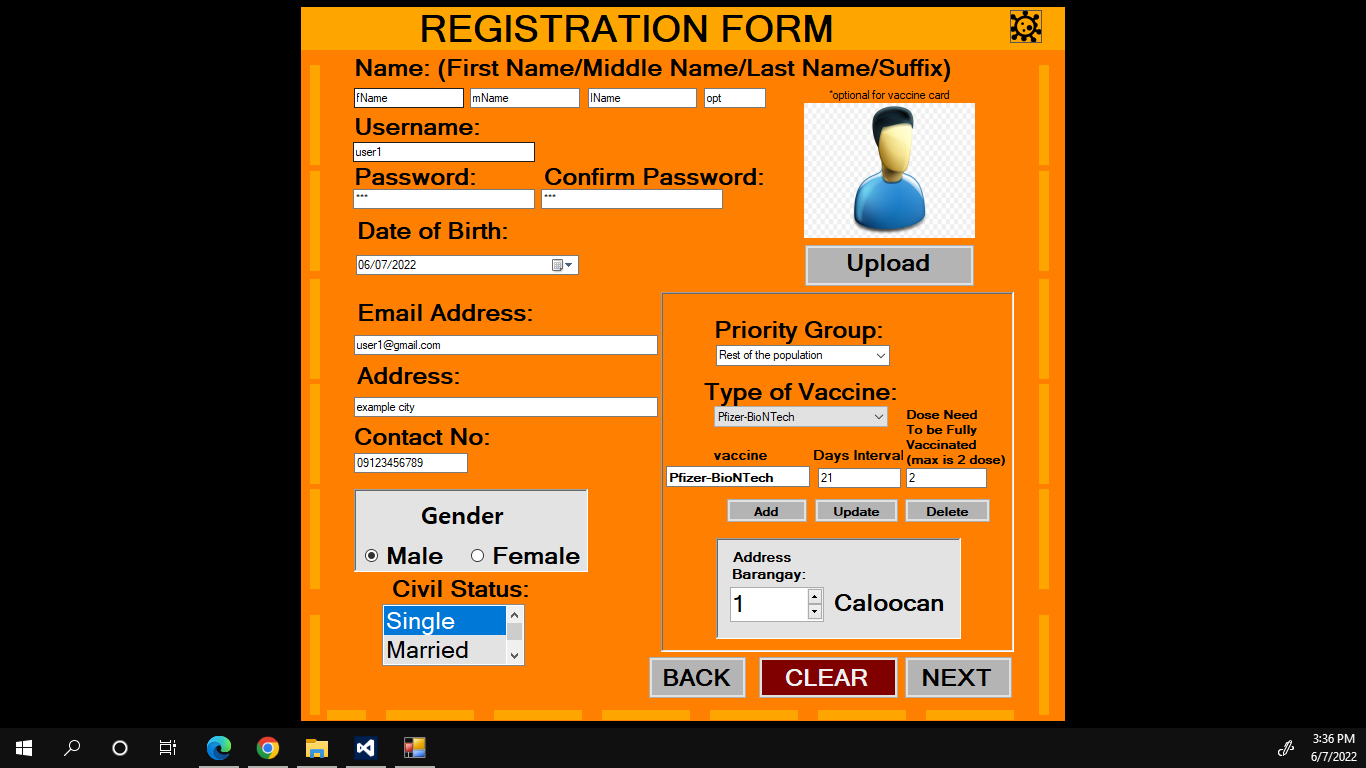 REGISTRATION FORM
Name: (First Name/Middle Name/Last Name/Suffix)
fName mName lName opt
*optional for vaccine card
Username:
user1
Password: Confirm Password:
*** ***
Date of Birth:
06/07/2022
Upload
Email Address:
user1@gmail.com
Address:
example city
Contact No:
09123456789
Gender
Male Female
Civil Status:
Single
Married
Priority Group:
Rest of the population
Type of Vaccine:
Pfizer-BioNTech
Dose Need
To be Fully
Vaccinated
(max is 2 dose)
vaccine Days Interval
Pfizer-BioNTech 21 2
Add Update Delete
Address
Barangay:
1 Caloocan
BACK CLEAR NEXT
3:36 PM
6/7/2022